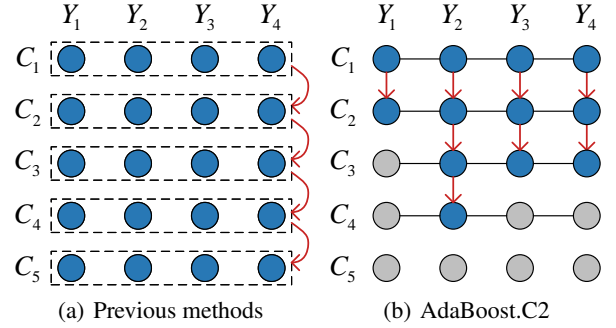 Y1 Y2 Y3 Y4 Y1 Y2 Y3 Y4
C1 C1
C2 C2
C3 C3
C4 C4
C5 C5
(a) Previous methods (b) AdaBoost.C2